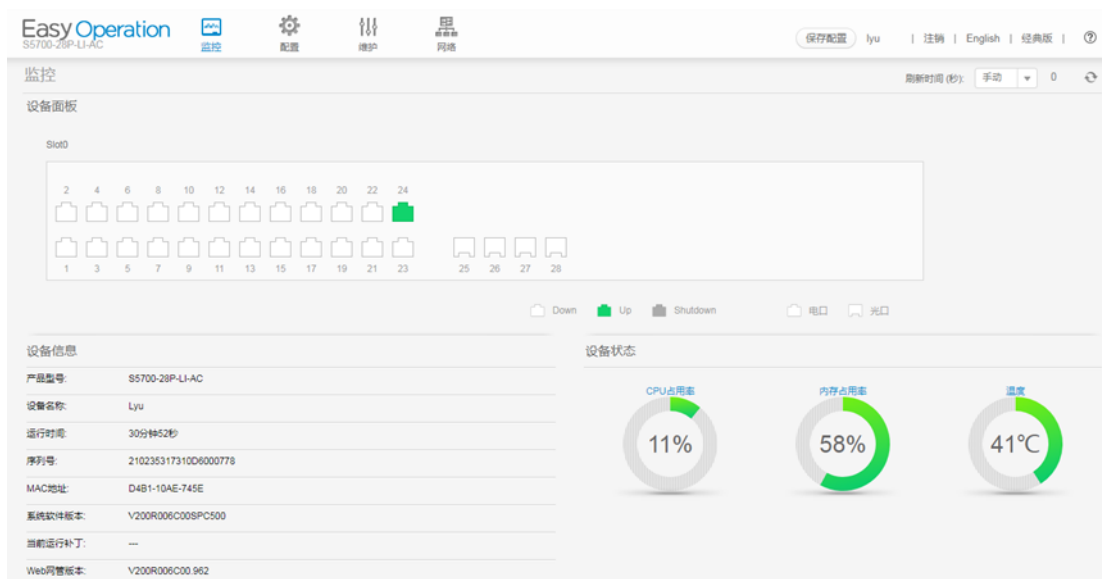 Easy Operation
S5700-28P-LI-AC
监控 配置 维护 网络
保存配置 lyu | 注销 | English | 经典版 | ?
监控 刷新时间 (秒): 手动 0
设备面板
Slot0
2 4 6 8 10 12 14 16 18 20 22 24
1 3 5 7 9 11 13 15 17 19 21 23 25 26 27 28
Down Up Shutdown 电口 光口
设备信息
产品型号: S5700-28P-LI-AC
设备名称: Lyu
运行时间: 30分钟52秒
序列号: 210235317310D6000778
MAC地址: D4B1-10AE-745E
系统软件版本: V200R006C00SPC500
当前运行补丁: ---
Web网管版本: V200R006C00.962
设备状态
CPU占用率 内存占用率 温度
11% 58% 41℃